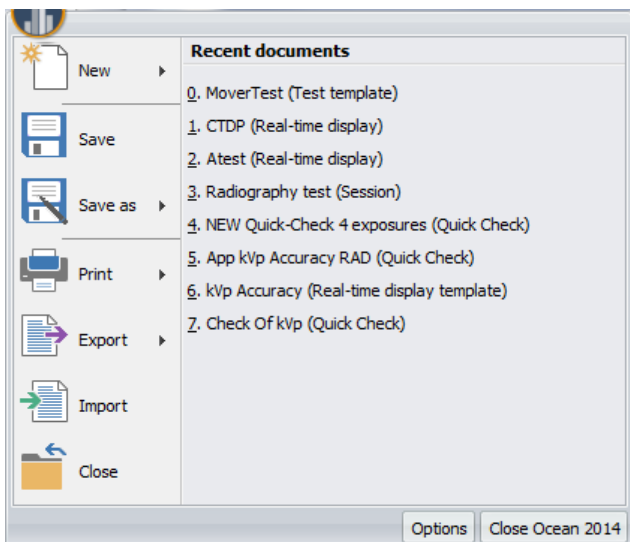 New
Save
Save as
Print
Export
Import
Close
Recent documents
0. MoverTest (Test template)
1. CTDP (Real-time display)
2. Atest (Real-time display)
3. Radiography test (Session)
4. NEW Quick-Check 4 exposures (Quick Check)
5. App kVp Accuracy RAD (Quick Check)
6. kVp Accuracy (Real-time display template)
7. Check Of kVp (Quick Check)
Options
Close Ocean 2014